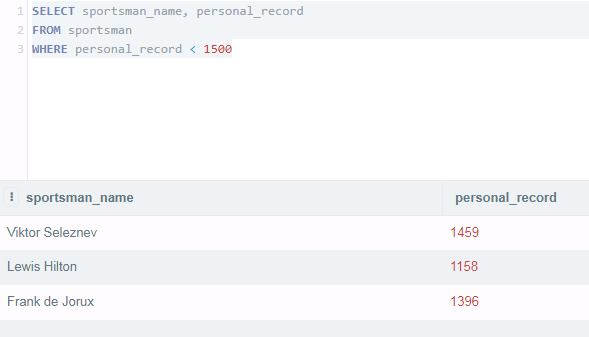 1 SELECT sportsman_name, personal_record
2 FROM sportsman
3 WHERE personal_record < 1500
sportsman_name personal_record
Viktor Seleznev 1459
Lewis Hilton 1158
Frank de Jorux 1396